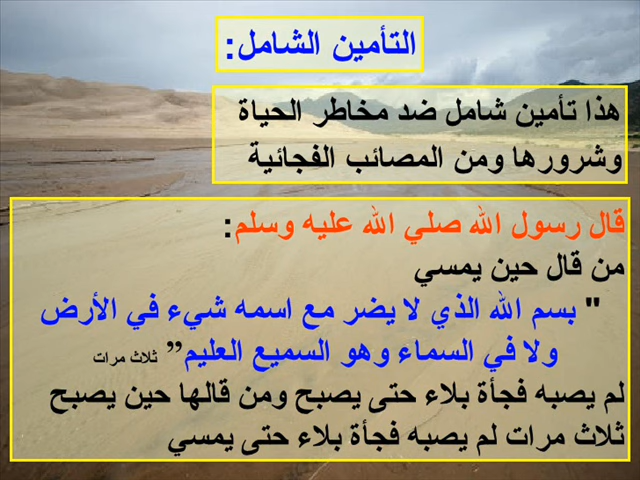 التأمين الشامل:
هذا تأمين شامل ضد مخاطر الحياة
وشرورها ومن المصائب الفجائية
قال رسول الله صلي الله عليه وسلم:
من قال حين يمسي
" بسم الله الذي لا يضر مع اسمه شيء في الأرض
ولا في السماء وهو السميع العليم” ثلاث مرات
لم يصبه فجأة بلاء حتى يصبح ومن قالها حين يصبح
ثلاث مرات لم يصبه فجأة بلاء حتى يمسي